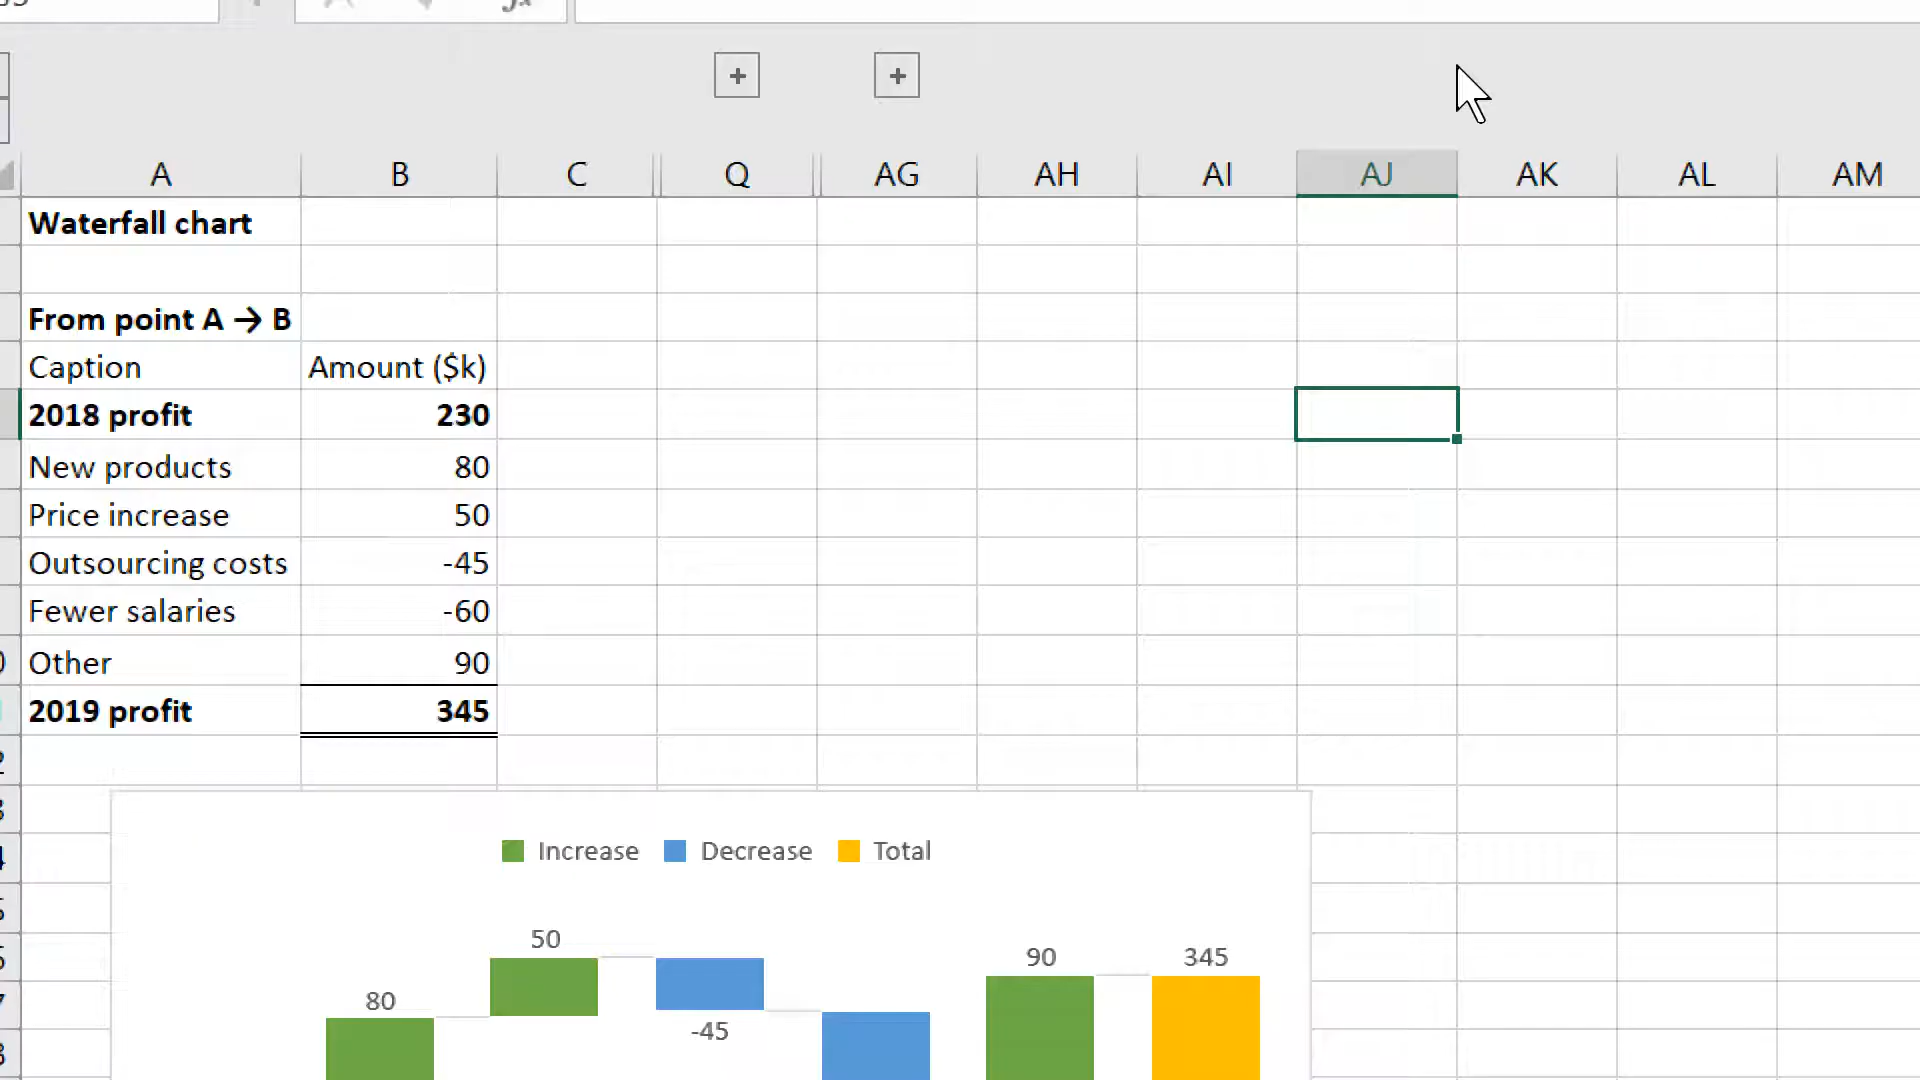 + +
A B C Q AG AH AI AJ AK AL AM
Waterfall chart
From point A → B
Caption Amount ($k)
2018 profit 230
New products 80
Price increase 50
Outsourcing costs -45
Fewer salaries -60
Other 90
2019 profit 345
Increase Decrease Total
50
90 345
80
-45